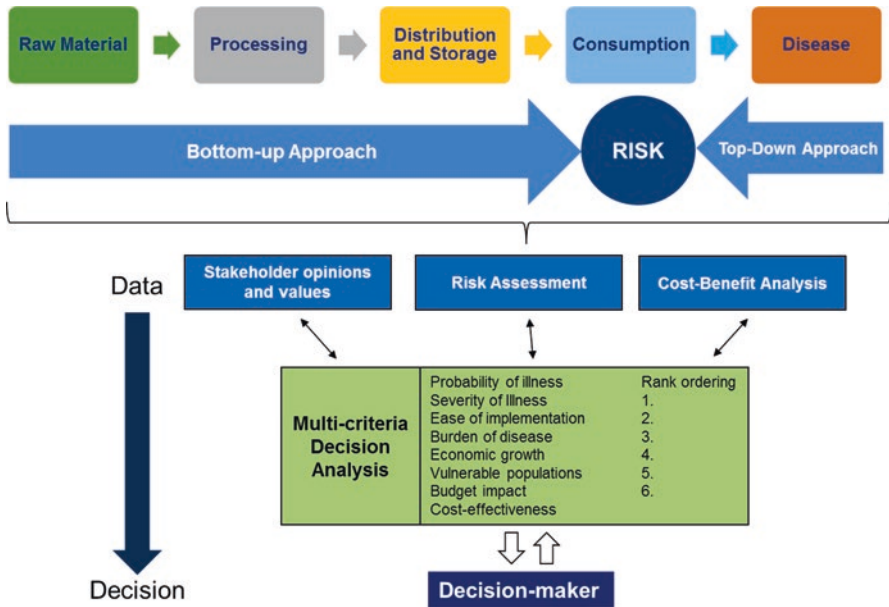 Raw Material
Processing
Distribution
and Storage
Consumption
Disease
Bottom-up Approach
RISK
Top-Down Approach
Data
Stakeholder opinions
and values
Risk Assessment
Cost-Benefit Analysis
Multi-criteria
Decision
Analysis
Probability of illness
Severity of Illness
Ease of implementation
Burden of disease
Economic growth
Vulnerable populations
Budget impact
Cost-effectiveness
Rank ordering
1.
2.
3.
4.
5.
6.
Decision
Decision-maker